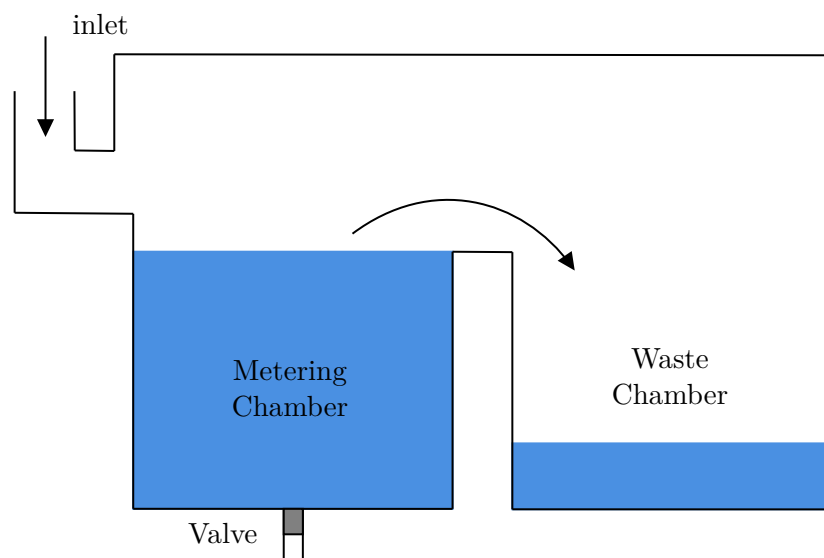 inlet
Metering
Chamber
Waste
Chamber
Valve